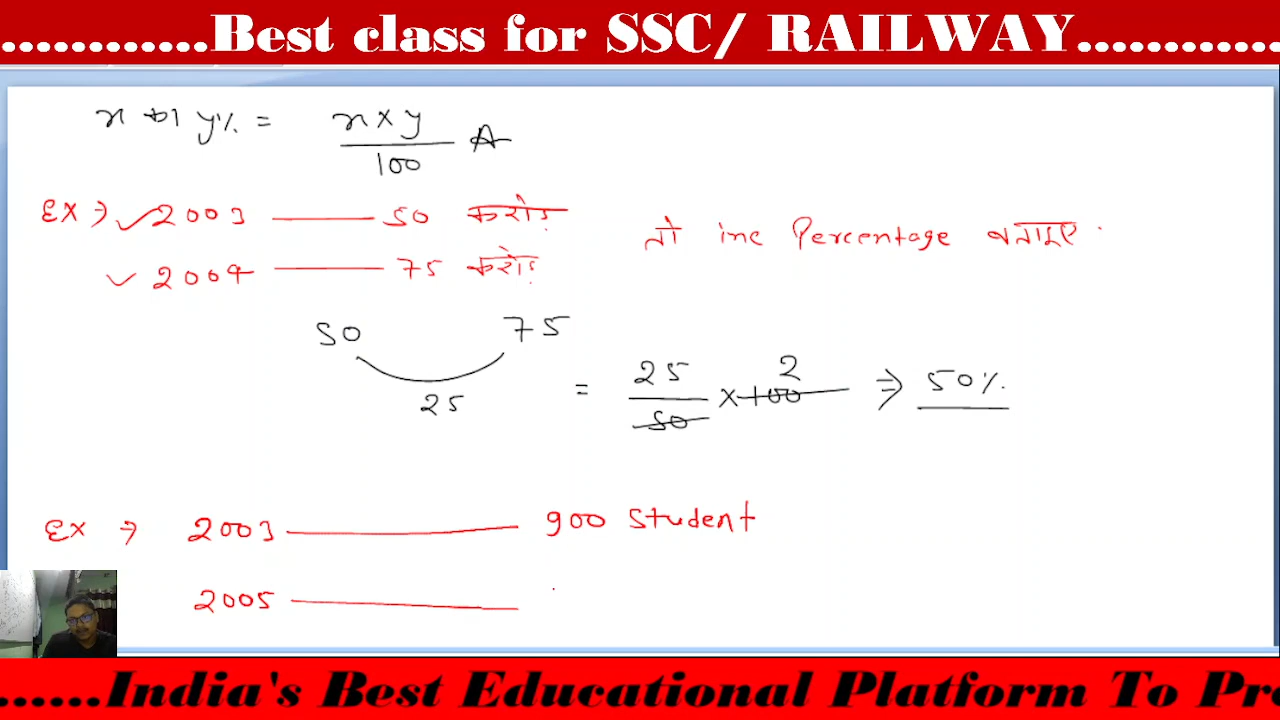 ............Best class for SSC/ RAILWAY............
x का y% = x × y / 100 A
Ex ⇒ ✓2003 —— 50 करोड़
✓ 2004 —— 75 करोड़
तो inc Percentage बताइए .
50 75
25
= 25 / 50 × 100 2 ⇒ 50%
Ex ⇒ 2003 —— 900 Student
2005 ——
......India's Best Educational Platform To Pr